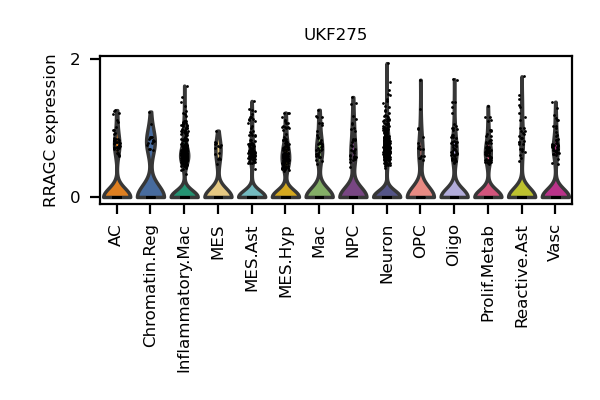 UKF275
RRAGC expression
2
0
AC
Chromatin.Reg
Inflammatory.Mac
MES
MES.Ast
MES.Hyp
Mac
NPC
Neuron
OPC
Oligo
Prolif.Metab
Reactive.Ast
Vasc